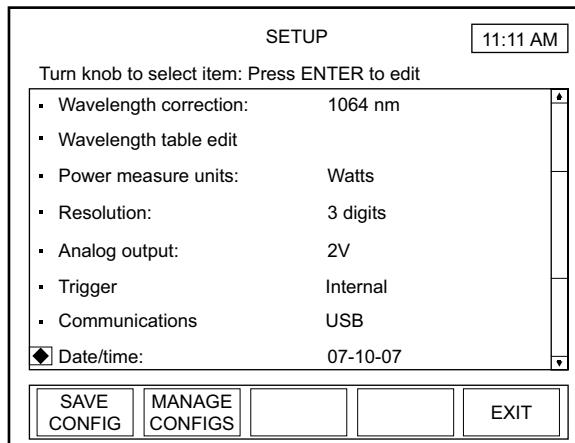 SETUP
11:11 AM
Turn knob to select item: Press ENTER to edit
Wavelength correction: 1064 nm
Wavelength table edit
Power measure units: Watts
Resolution: 3 digits
Analog output: 2V
Trigger Internal
Communications USB
Date/time: 07-10-07
SAVE CONFIG
MANAGE CONFIGS
EXIT